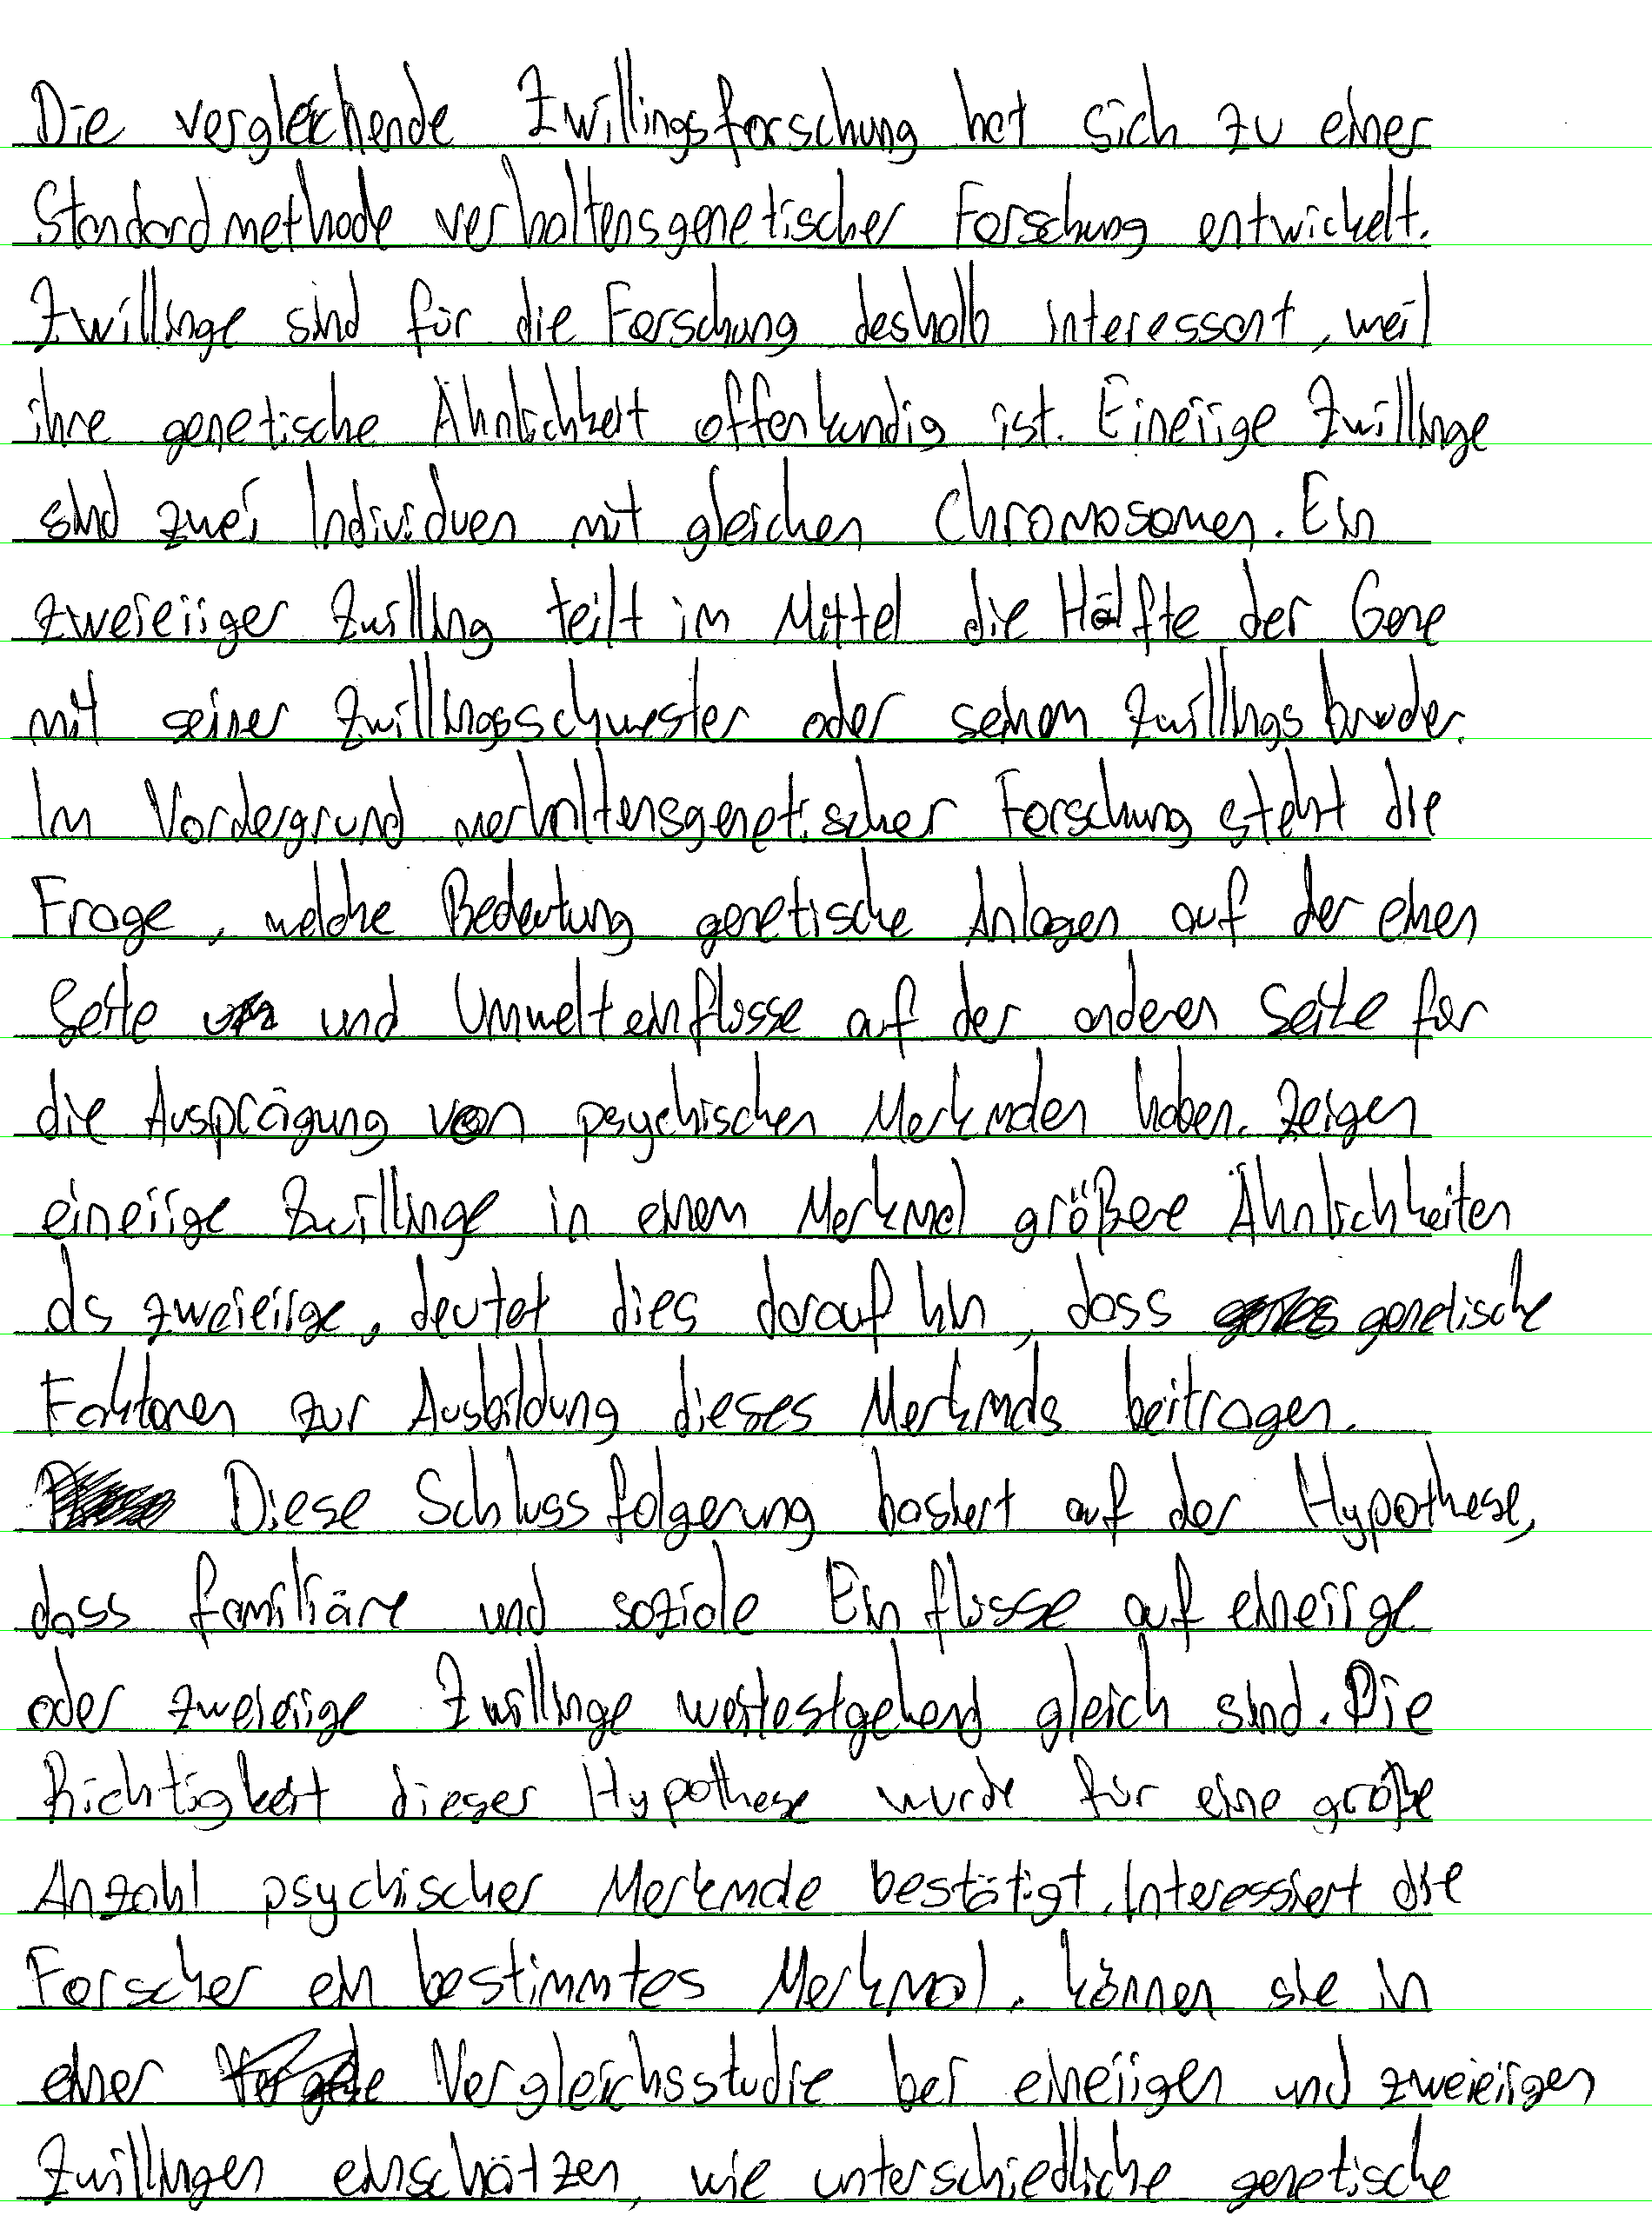 Die vergleichende Zwillingsforschung hat sich zu einer
Standardmethode verhaltensgenetischer Forschung entwickelt.
Zwillinge sind für die Forschung deshalb interessant, weil
ihre genetische Ähnlichkeit offenkundig ist. Eineiige Zwillinge
sind zwei Individuen mit gleichen Chromosomen. Ein
zweieiiger Zwilling teilt im Mittel die Hälfte der Gene
mit seiner Zwillingsschwester oder seinem Zwillingsbruder.
Im Vordergrund verhaltensgenetischer Forschung steht die
Frage, welche Bedeutung genetische Anlagen auf der einen
Seite und Umwelteinflüsse auf der anderen Seite für
die Ausprägung von psychischen Merkmalen haben. Zeigen
eineiige Zwillinge in einem Merkmal größere Ähnlichkeiten
als zweieiige, deutet dies darauf hin, dass genetische
Faktoren zur Ausbildung dieses Merkmals beitragen.
Diese Schlussfolgerung basiert auf der Hypothese,
dass familiäre und soziale Einflüsse auf eineiige
oder zweieiige Zwillinge weitestgehend gleich sind. Die
Richtigkeit dieser Hypothese wurde für eine große
Anzahl psychischer Merkmale bestätigt. Interessiert die
Forscher ein bestimmtes Merkmal, können sie in
einer Vergleichsstudie bei eineiigen und zweieiigen
Zwillingen einschätzen, wie unterschiedliche genetische